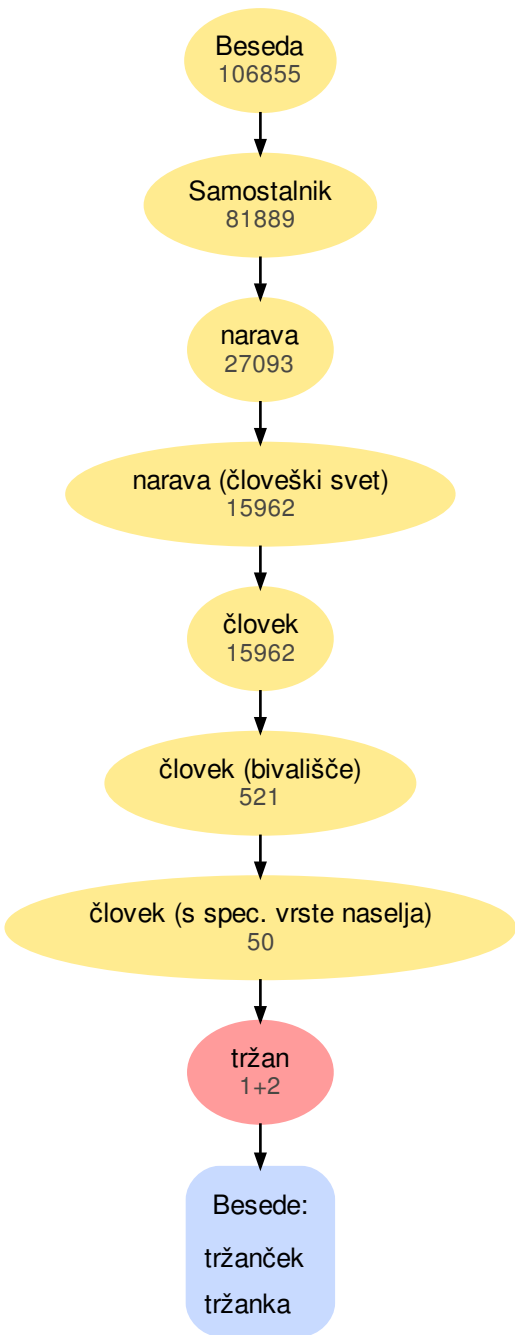 Beseda
106855
Samostalnik
81889
narava
27093
narava (človeški svet)
15962
človek
15962
človek (bivališče)
521
človek (s spec. vrste naselja)
50
tržan
1+2
Besede:
tržanček
tržanka